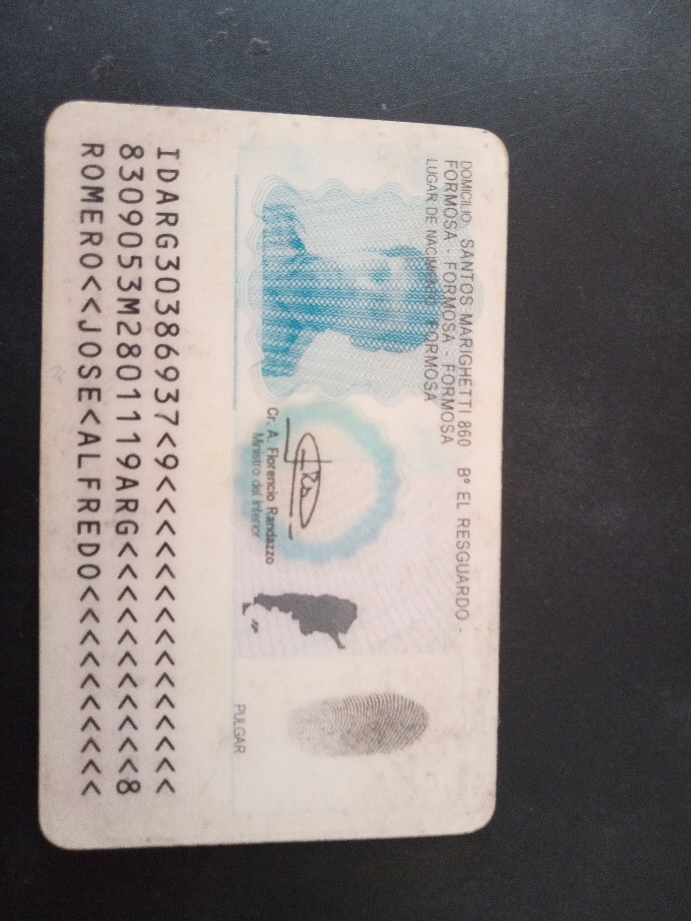 DOMICILIO: SANTOS MARIGHETTI 860 Bº EL RESGUARDO -
FORMOSA - FORMOSA - FORMOSA
LUGAR DE NACIMIENTO: FORMOSA
Cr. A. Florencio Randazzo
Ministro del Interior
PULGAR
IDARG30386937<9<<<<<<<<<<<<<<<
8309053M2801119ARG<<<<<<<<<<<8
ROMERO<<JOSE<ALFREDO<<<<<<<<<<